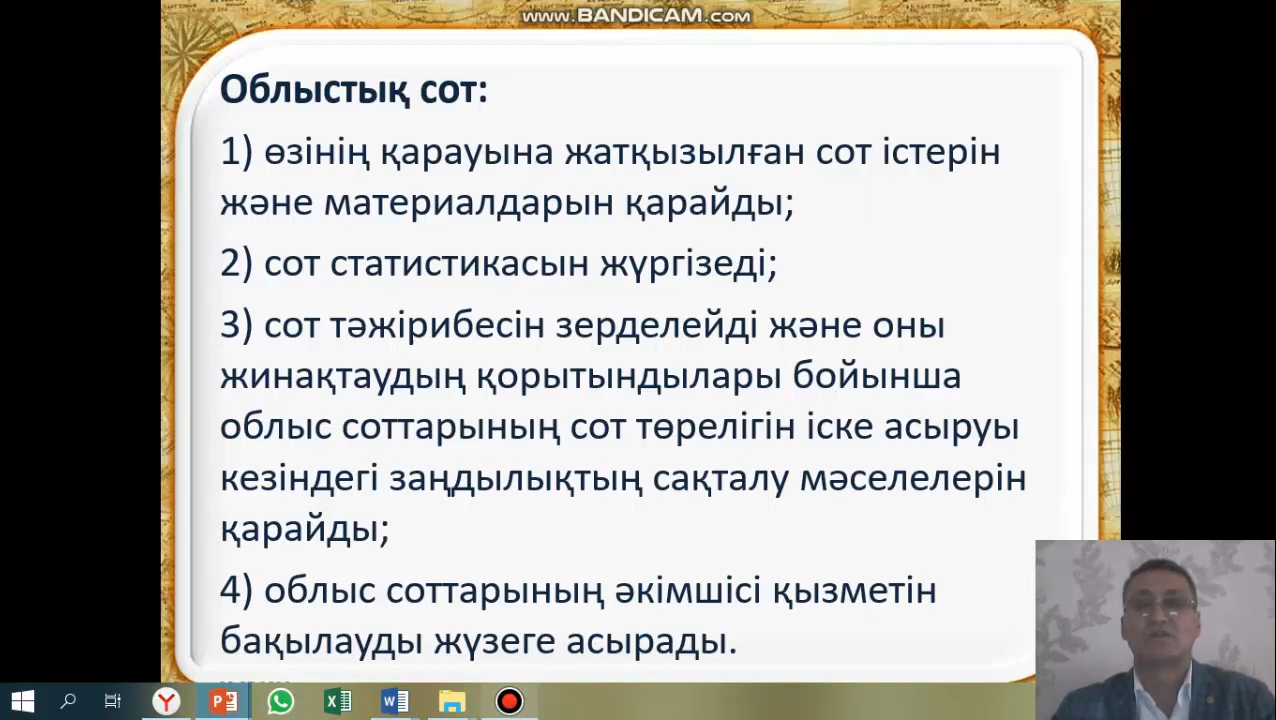 www.BANDICAM.com
Облыстық сот:
1) өзінің қарауына жатқызылған сот істерін
және материалдарын қарайды;
2) сот статистикасын жүргізеді;
3) сот тәжірибесін зерделейді және оны
жинақтаудың қорытындылары бойынша
облыс соттарының сот төрелігін іске асыруы
кезіндегі заңдылықтың сақталу мәселелерін
қарайды;
4) облыс соттарының әкімшісі қызметін
бақылауды жүзеге асырады.